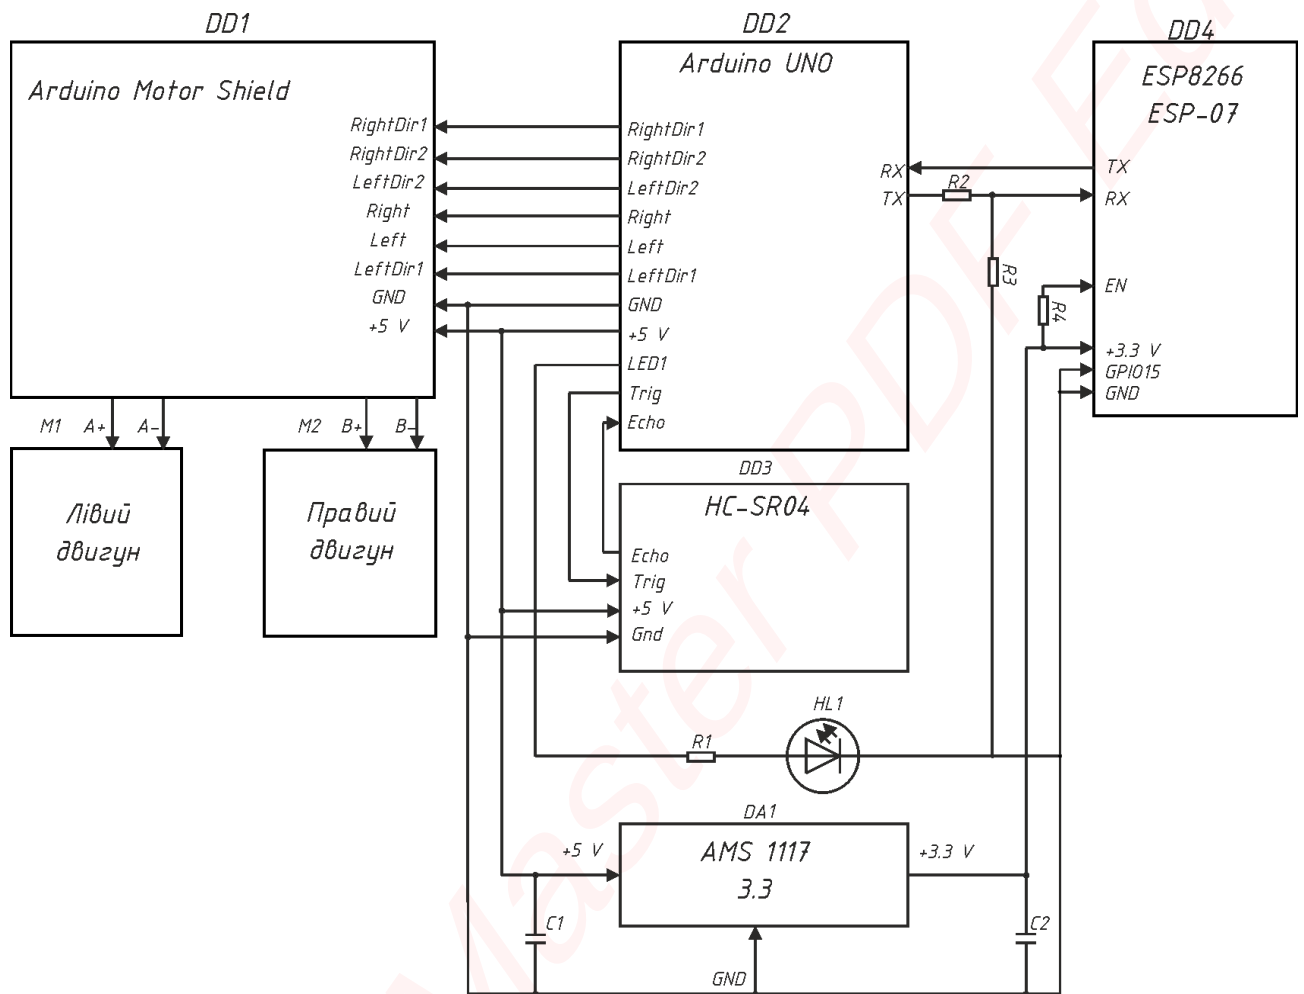 DD1
Arduino Motor Shield
RightDir1
RightDir2
LeftDir2
Right
Left
LeftDir1
GND
+5 V
M1 A+ A-
M2 B+ B-
Лівий
двигун
Правий
двигун
DD2
Arduino UNO
RightDir1
RightDir2
LeftDir2
Right
Left
LeftDir1
GND
+5 V
LED1
Trig
Echo
RX
TX
R2
R3
R4
DD4
ESP8266
ESP-07
TX
RX
EN
+3.3 V
GPIO15
GND
DD3
HC-SR04
Echo
Trig
+5 V
Gnd
HL1
R1
DA1
+5 V
AMS 1117
3.3
+3.3 V
C1
C2
GND
Master PDF Ed